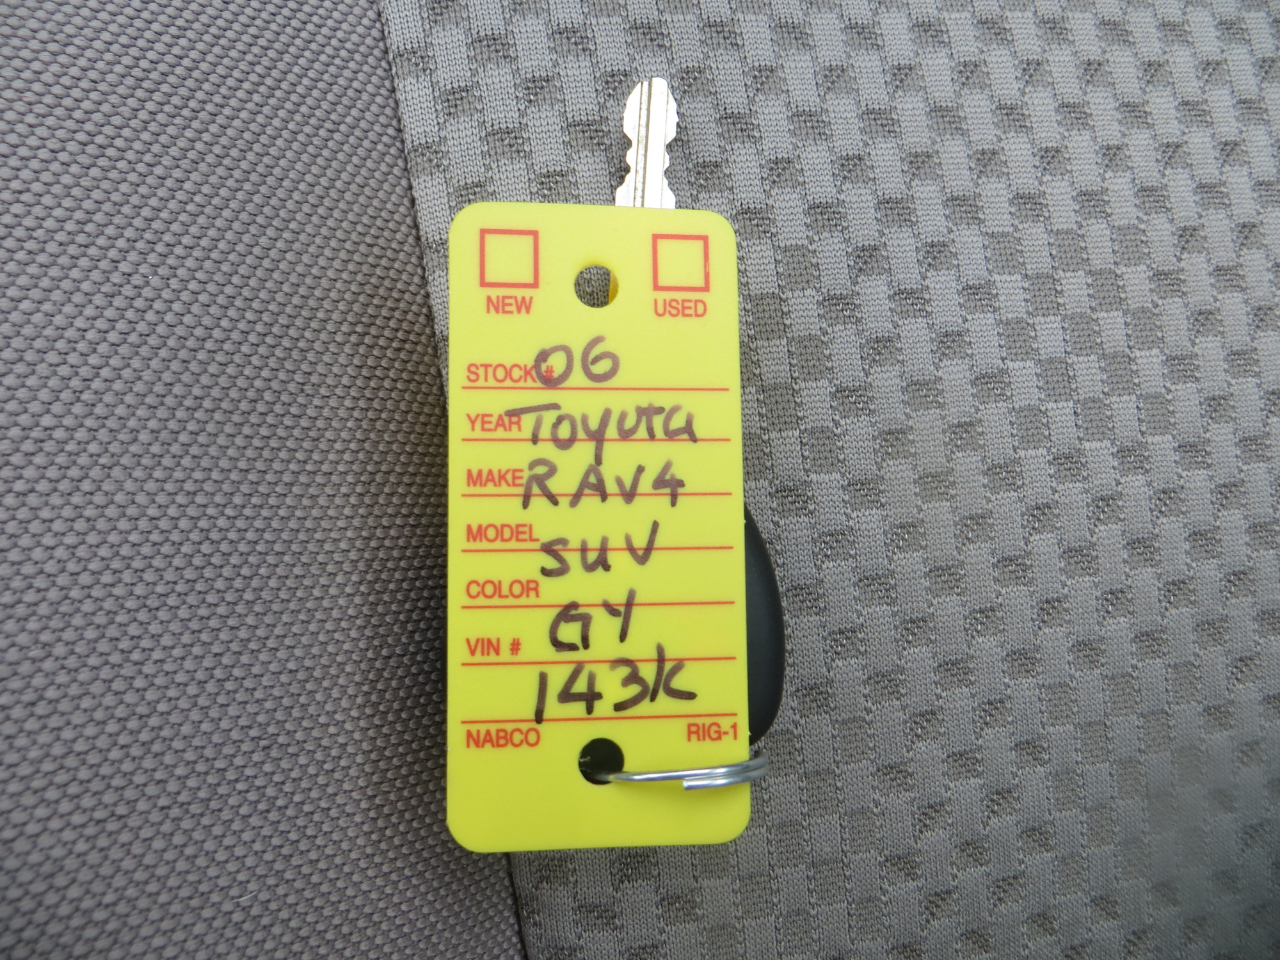 NEW USED
STOCK # 06
YEAR Toyota
MAKE RAV4
MODEL SUV
COLOR
VIN # GY
143K
NABCO RIG-1